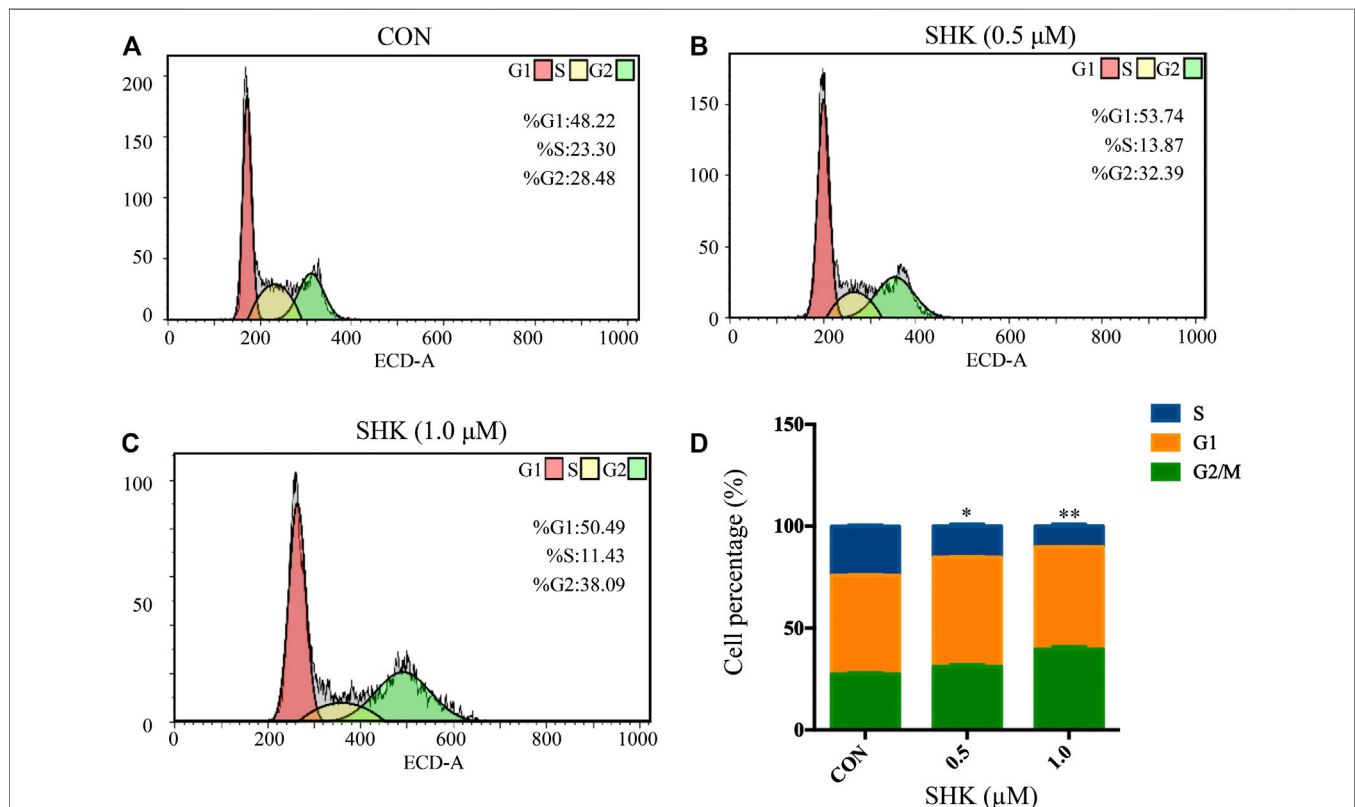 A
CON
G1 S G2
%G1:48.22
%S:23.30
%G2:28.48
200
150
100
50
0
0 200 400 600 800 1000
ECD-A
B
SHK (0.5 μM)
G1 S G2
%G1:53.74
%S:13.87
%G2:32.39
150
100
50
0
0 200 400 600 800 1000
ECD-A
C
SHK (1.0 μM)
G1 S G2
%G1:50.49
%S:11.43
%G2:38.09
100
50
0
0 200 400 600 800 1000
ECD-A
D
S
G1
G2/M
Cell percentage (%)
150
100
50
0
* **
CON 0.5 1.0
SHK (μM)